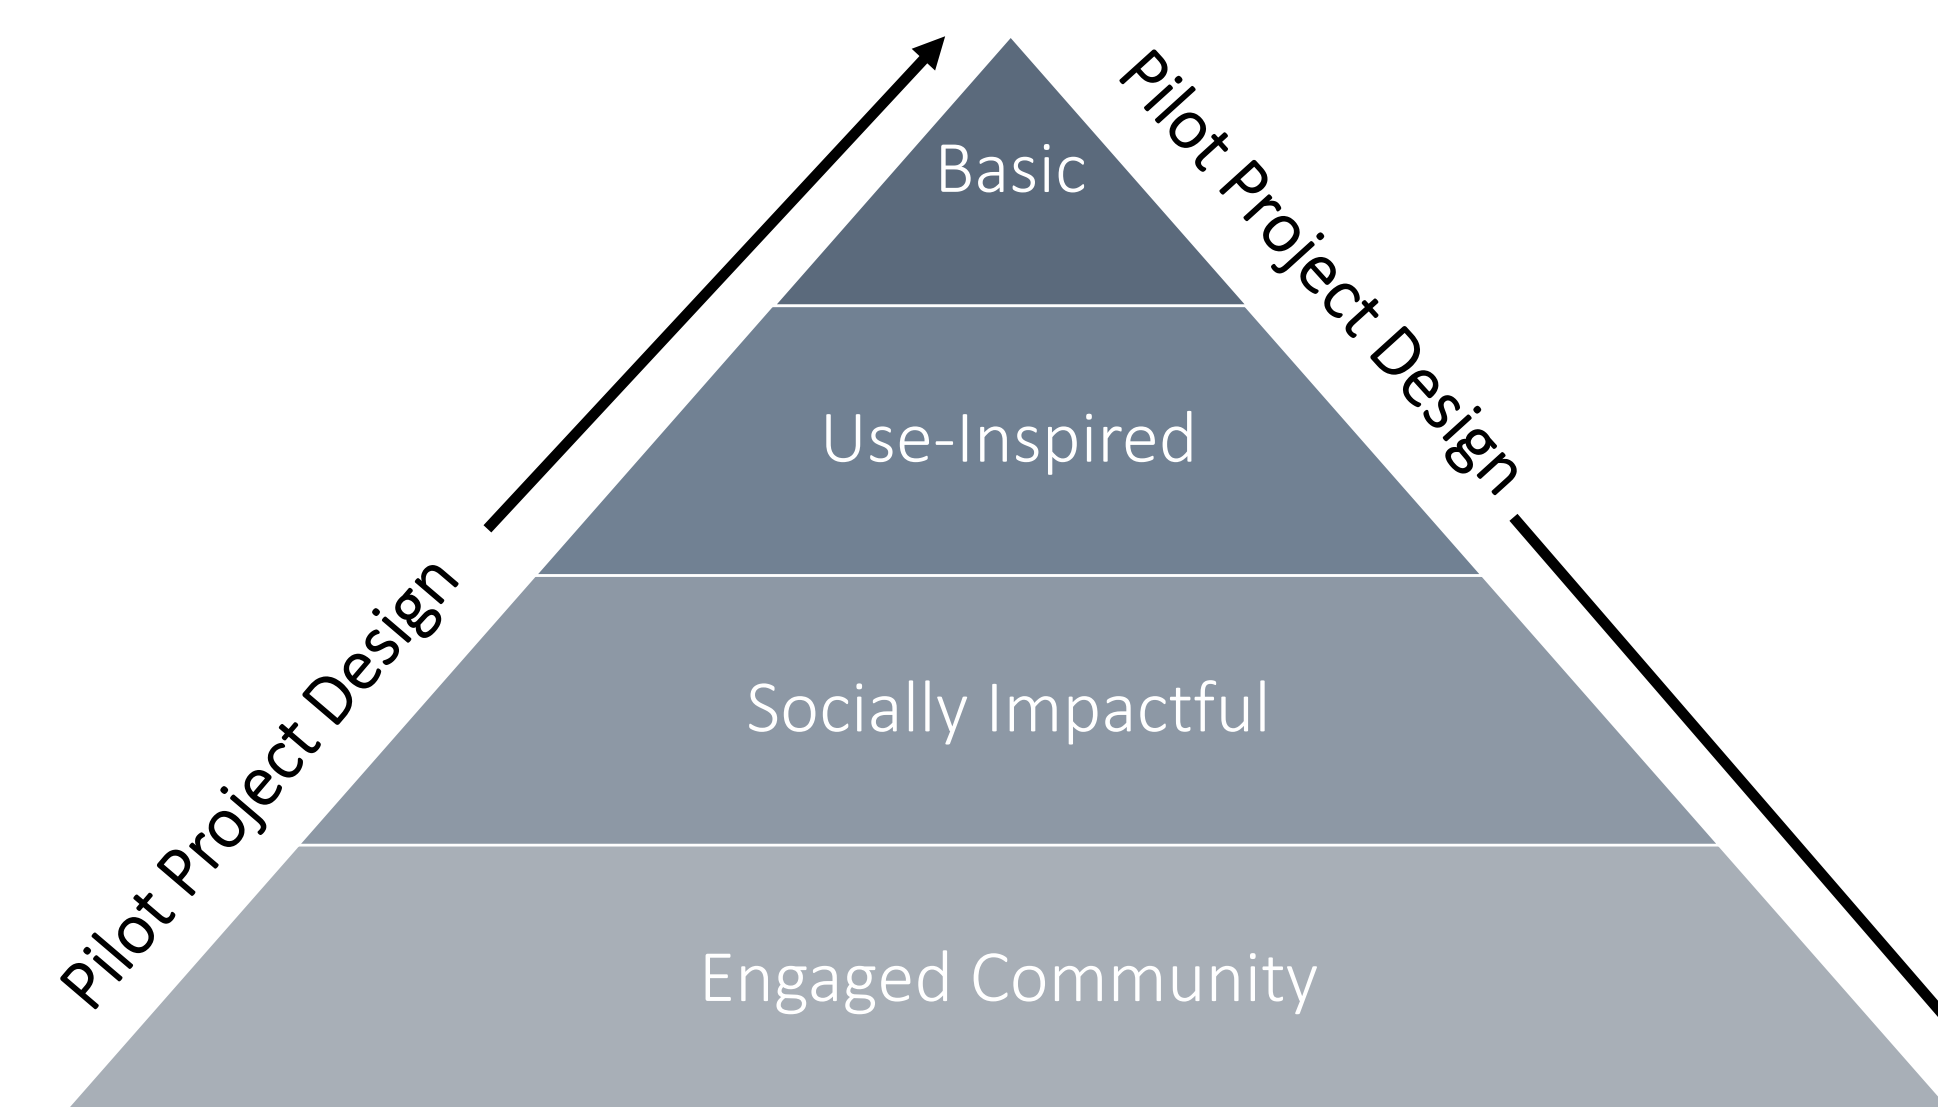 Pilot Project Design
Basic
Use-Inspired
Socially Impactful
Engaged Community
Pilot Project Design